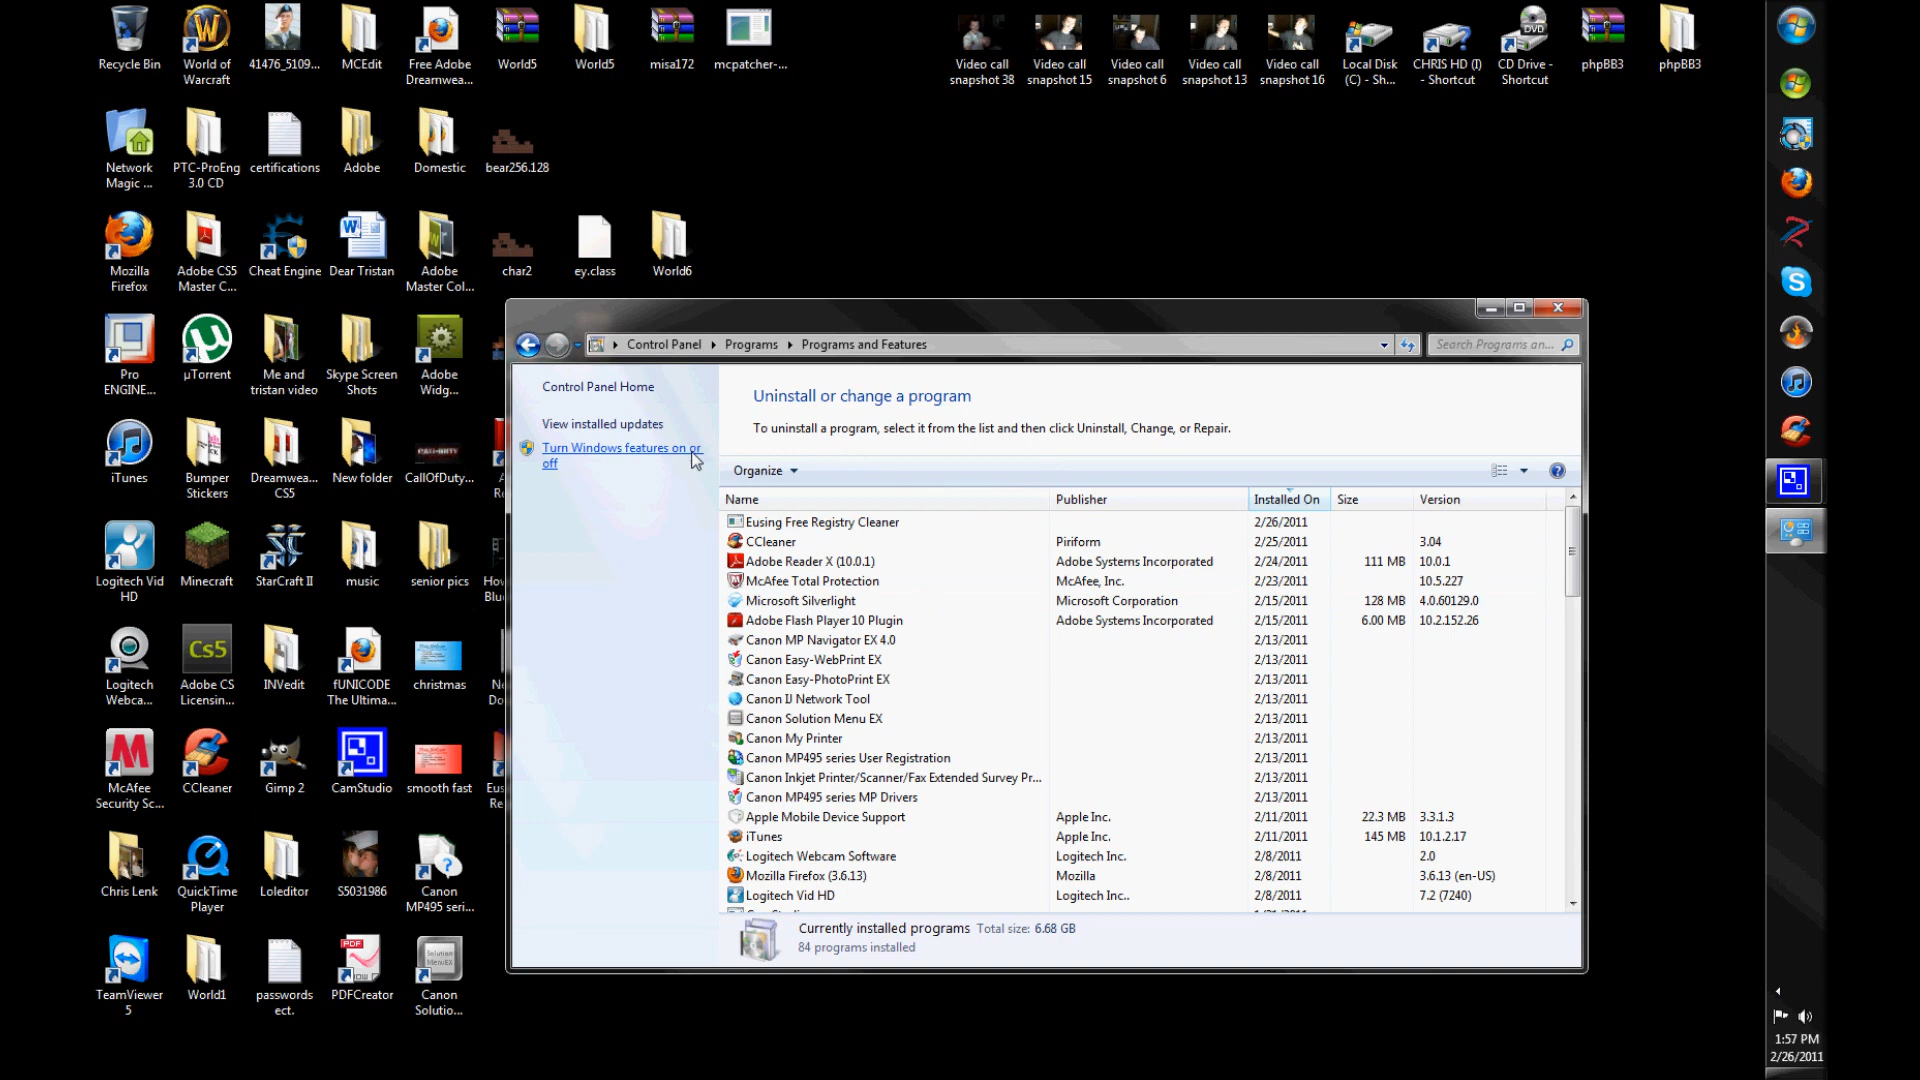 Recycle Bin
World of
Warcraft
41476_5109...
MCEdit
Free Adobe
Dreamwea...
World5
World5
misa172
mcpatcher-...
Video call
snapshot 38
Video call
snapshot 15
Video call
snapshot 6
Video call
snapshot 13
Video call
snapshot 16
Local Disk
(C) - Sh...
CHRIS HD (I)
- Shortcut
CD Drive -
Shortcut
phpBB3
phpBB3
Network
Magic ...
PTC-ProEng
3.0 CD
certifications
Adobe
Domestic
bear256.128
Mozilla
Firefox
Adobe CS5
Master C...
Cheat Engine
Dear Tristan
Adobe
Master Col...
char2
ey.class
World6
Pro
ENGINE...
µTorrent
Me and
tristan video
Skype Screen
Shots
Adobe
Widg...
iTunes
Bumper
Stickers
Dreamwea...
CS5
New folder
CallOfDuty...
Logitech Vid
HD
Minecraft
StarCraft II
music
senior pics
Logitech
Webca...
Adobe CS
Licensin...
INVedit
fUNICODE
The Ultima...
christmas
McAfee
Security Sc...
CCleaner
Gimp 2
CamStudio
smooth fast
Chris Lenk
QuickTime
Player
Loleditor
S5031986
Canon
MP495 seri...
TeamViewer
5
World1
passwords
ect.
PDFCreator
Canon
Solutio...
Control Panel
Programs
Programs and Features
Search Programs an...
Control Panel Home
View installed updates
Turn Windows features on or
off
Uninstall or change a program
To uninstall a program, select it from the list and then click Uninstall, Change, or Repair.
Organize
Name Publisher Installed On Size Version
Eusing Free Registry Cleaner 2/26/2011
CCleaner Piriform 2/25/2011 3.04
Adobe Reader X (10.0.1) Adobe Systems Incorporated 2/24/2011 111 MB 10.0.1
McAfee Total Protection McAfee, Inc. 2/23/2011 10.5.227
Microsoft Silverlight Microsoft Corporation 2/15/2011 128 MB 4.0.60129.0
Adobe Flash Player 10 Plugin Adobe Systems Incorporated 2/15/2011 6.00 MB 10.2.152.26
Canon MP Navigator EX 4.0 2/13/2011
Canon Easy-WebPrint EX 2/13/2011
Canon Easy-PhotoPrint EX 2/13/2011
Canon IJ Network Tool 2/13/2011
Canon Solution Menu EX 2/13/2011
Canon My Printer 2/13/2011
Canon MP495 series User Registration 2/13/2011
Canon Inkjet Printer/Scanner/Fax Extended Survey Pr... 2/13/2011
Canon MP495 series MP Drivers 2/13/2011
Apple Mobile Device Support Apple Inc. 2/11/2011 22.3 MB 3.3.1.3
iTunes Apple Inc. 2/11/2011 145 MB 10.1.2.17
Logitech Webcam Software Logitech Inc. 2/8/2011 2.0
Mozilla Firefox (3.6.13) Mozilla 2/8/2011 3.6.13 (en-US)
Logitech Vid HD Logitech Inc.. 2/8/2011 7.2 (7240)
Currently installed programs Total size: 6.68 GB
84 programs installed
1:57 PM
2/26/2011